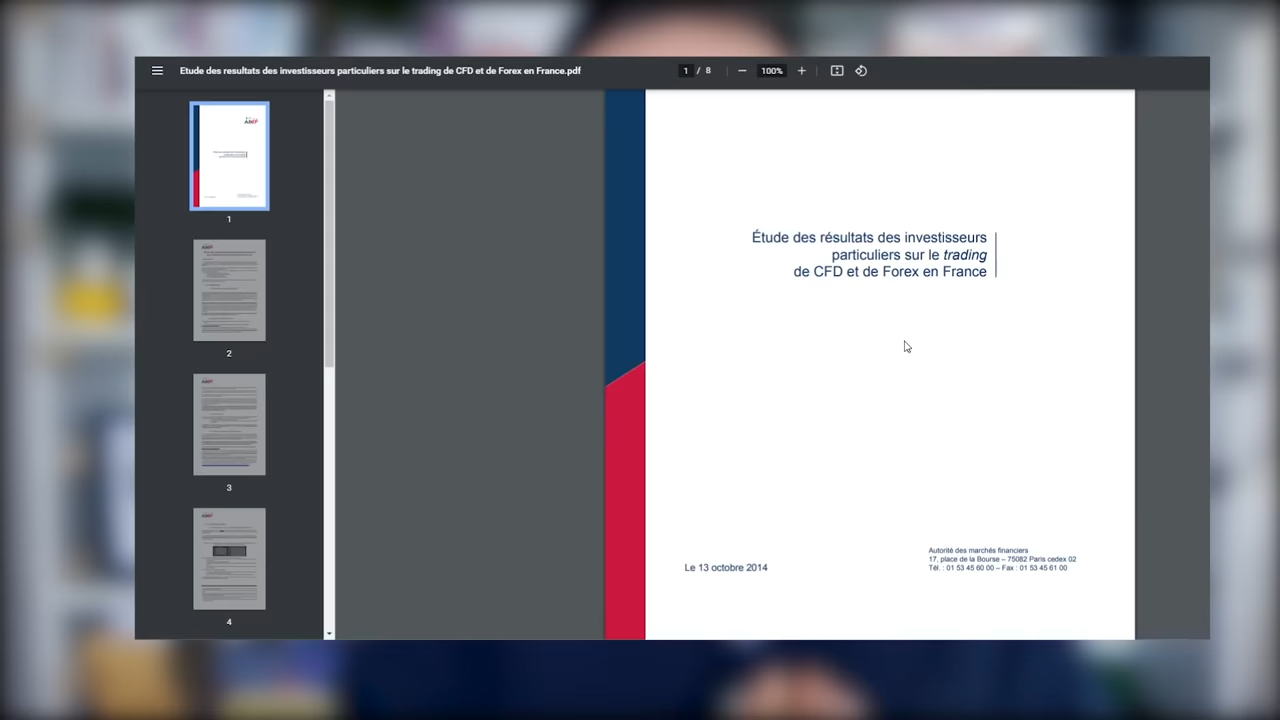 Etude des resultats des investisseurs particuliers sur le trading de CFD et de Forex en France.pdf
1 / 8
100%
1
2
3
4
Étude des résultats des investisseurs
particuliers sur le trading
de CFD et de Forex en France
Le 13 octobre 2014
Autorité des marchés financiers
17, place de la Bourse – 75082 Paris cedex 02
Tél. : 01 53 45 60 00 – Fax : 01 53 45 61 00